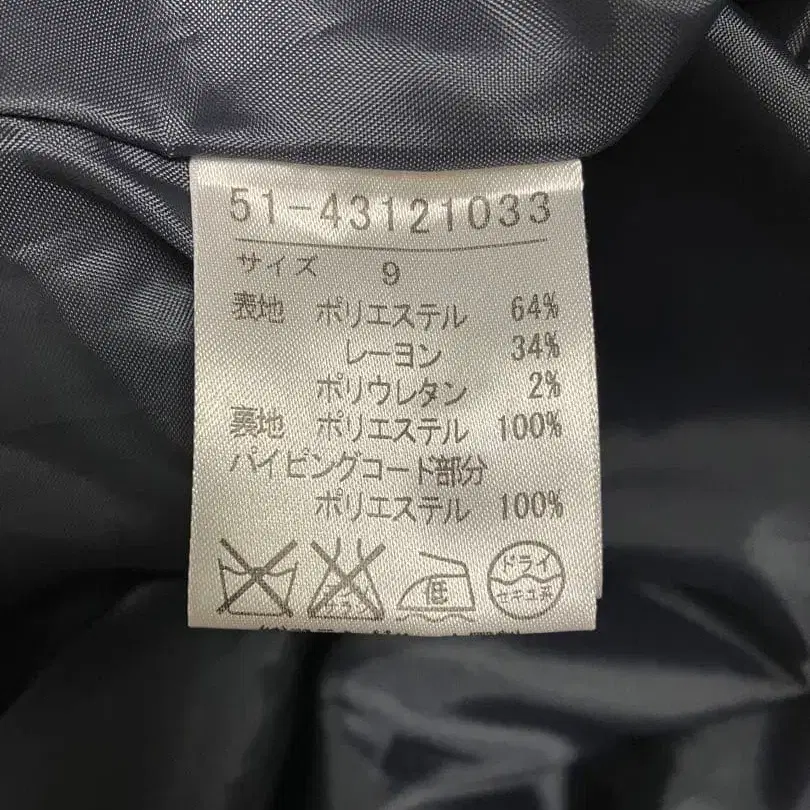 51-43121033
サイズ 9
表地 ポリエステル 64%
レーヨン 34%
ポリウレタン 2%
裏地 ポリエステル 100%
パイピングコード部分
ポリエステル 100%
低 ドライ
セキユ系